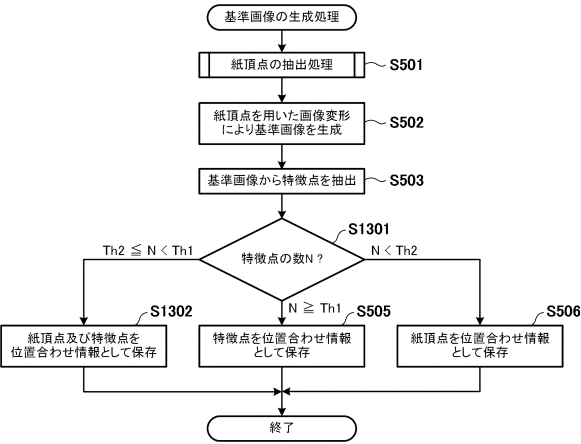 基準画像の生成処理
紙頂点の抽出処理
S501
紙頂点を用いた画像変形
により基準画像を生成
S502
基準画像から特徴点を抽出
S503
S1301
特徴点の数N?
Th2 ≦ N < Th1
N < Th2
N ≧ Th1
S1302
紙頂点及び特徴点を
位置合わせ情報として保存
S505
特徴点を位置合わせ情報
として保存
S506
紙頂点を位置合わせ情報
として保存
終了